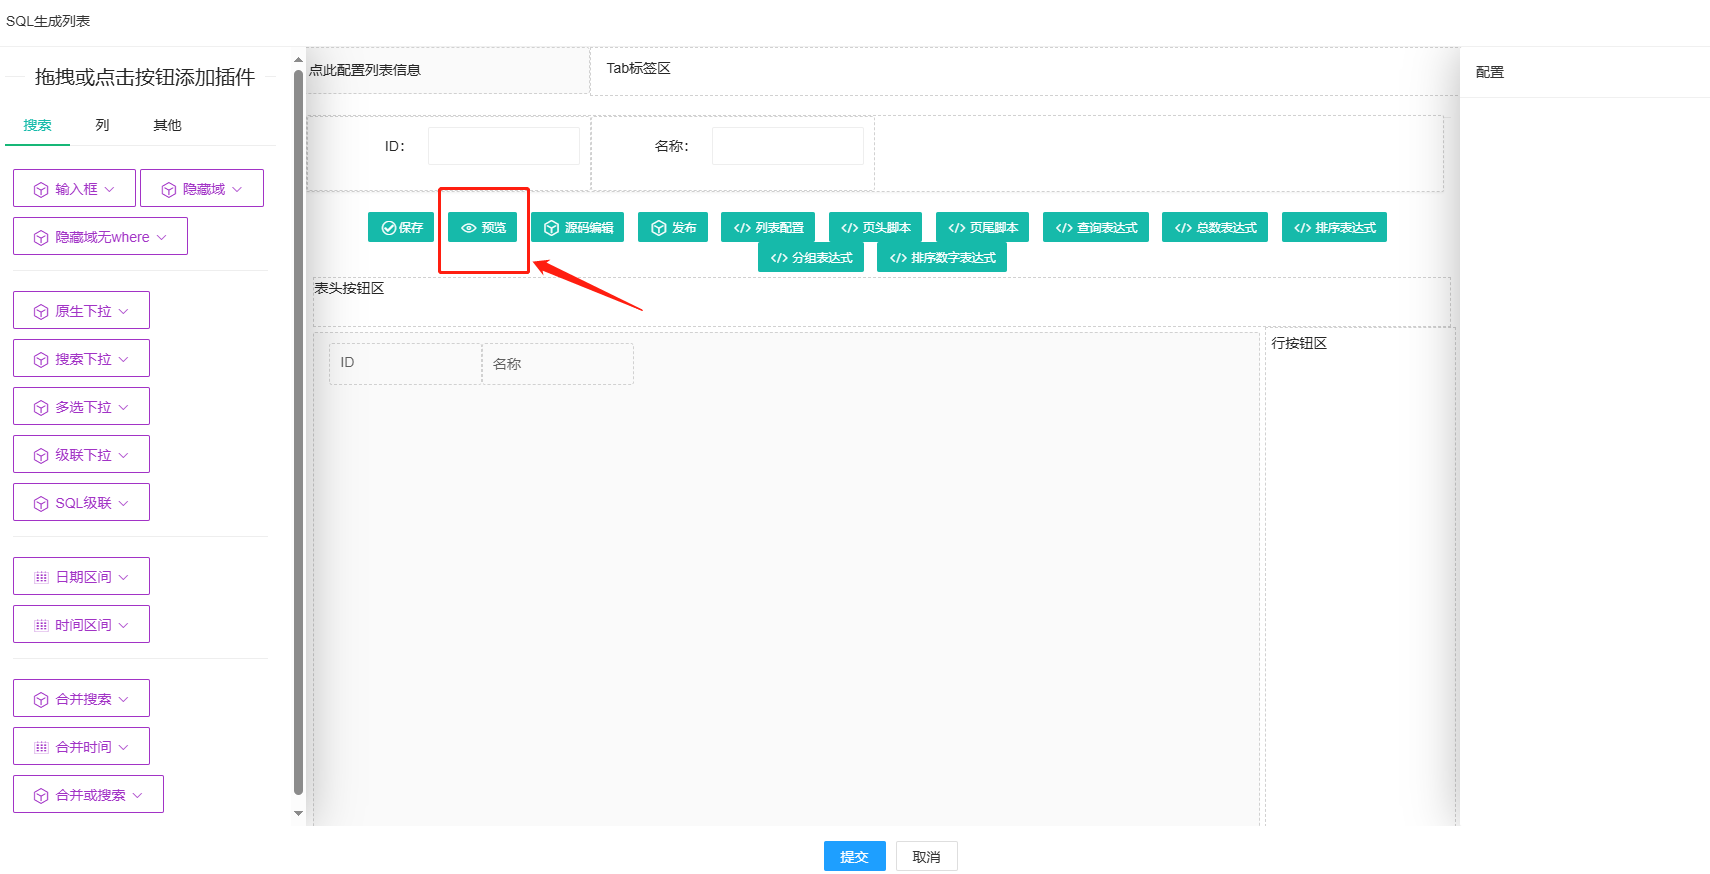 SQL生成列表
拖拽或点击按钮添加插件
搜索 列 其他
输入框 隐藏域
隐藏域无where
原生下拉
搜索下拉
多选下拉
级联下拉
SQL级联
日期区间
时间区间
合并搜索
合并时间
合并或搜索
点此配置列表信息 Tab标签区
ID： 名称：
保存 预览 源码编辑 发布 </> 列表配置 </> 页头脚本 </> 页尾脚本 </> 查询表达式 </> 总数表达式 </> 排序表达式
</> 分组表达式 </> 排序数字表达式
表头按钮区
ID 名称
行按钮区
配置
提交 取消